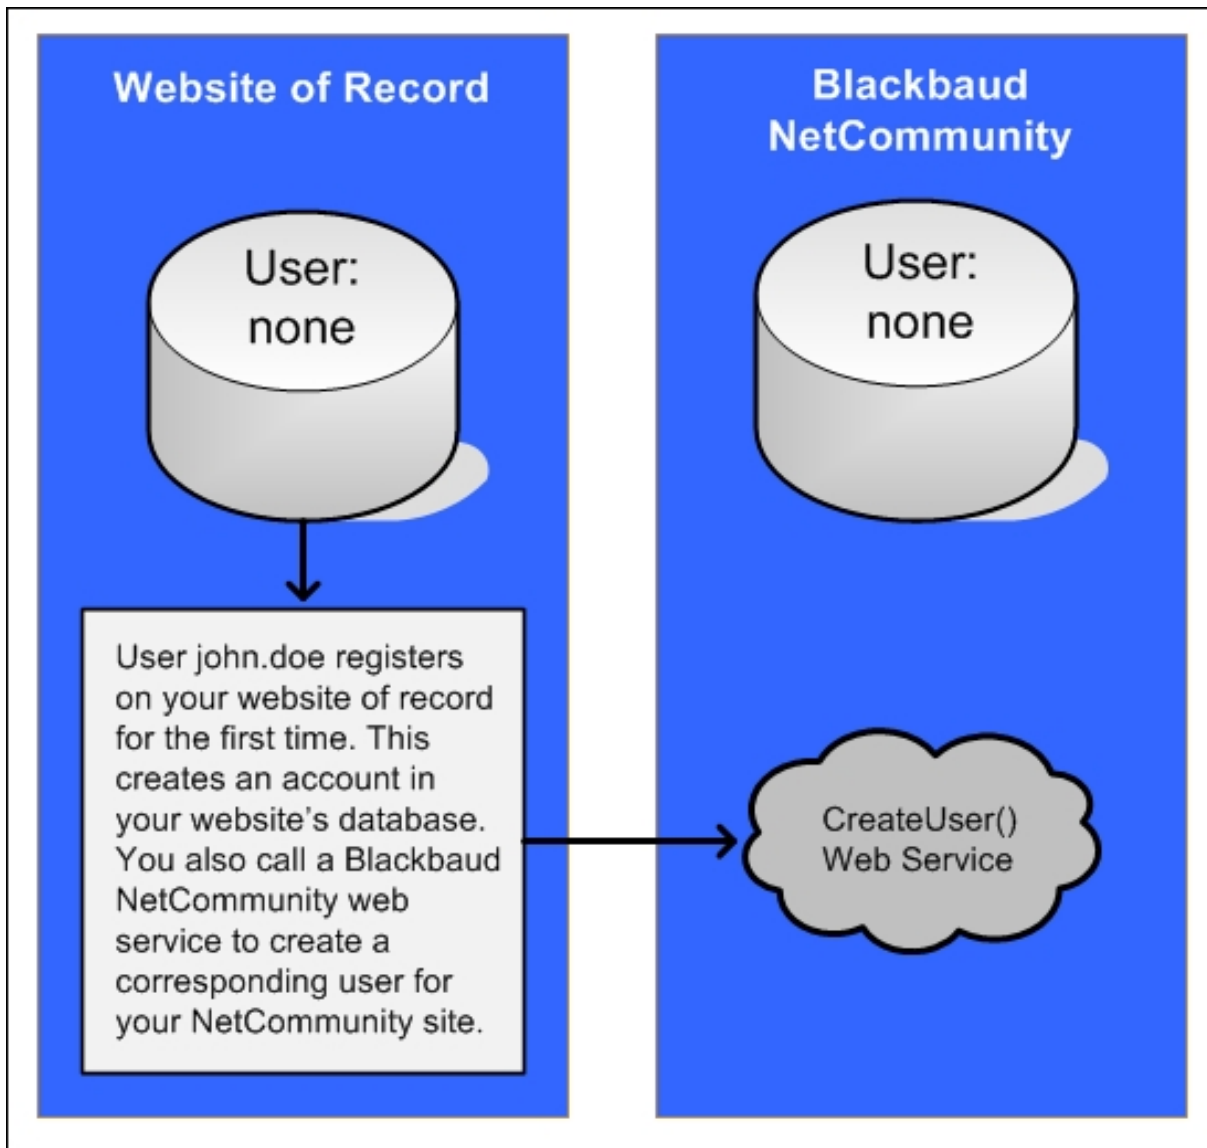 Website of Record
User:
none
User john.doe registers
on your website of record
for the first time. This
creates an account in
your website’s database.
You also call a Blackbaud
NetCommunity web
service to create a
corresponding user for
your NetCommunity site.
Blackbaud
NetCommunity
User:
none
CreateUser()
Web Service